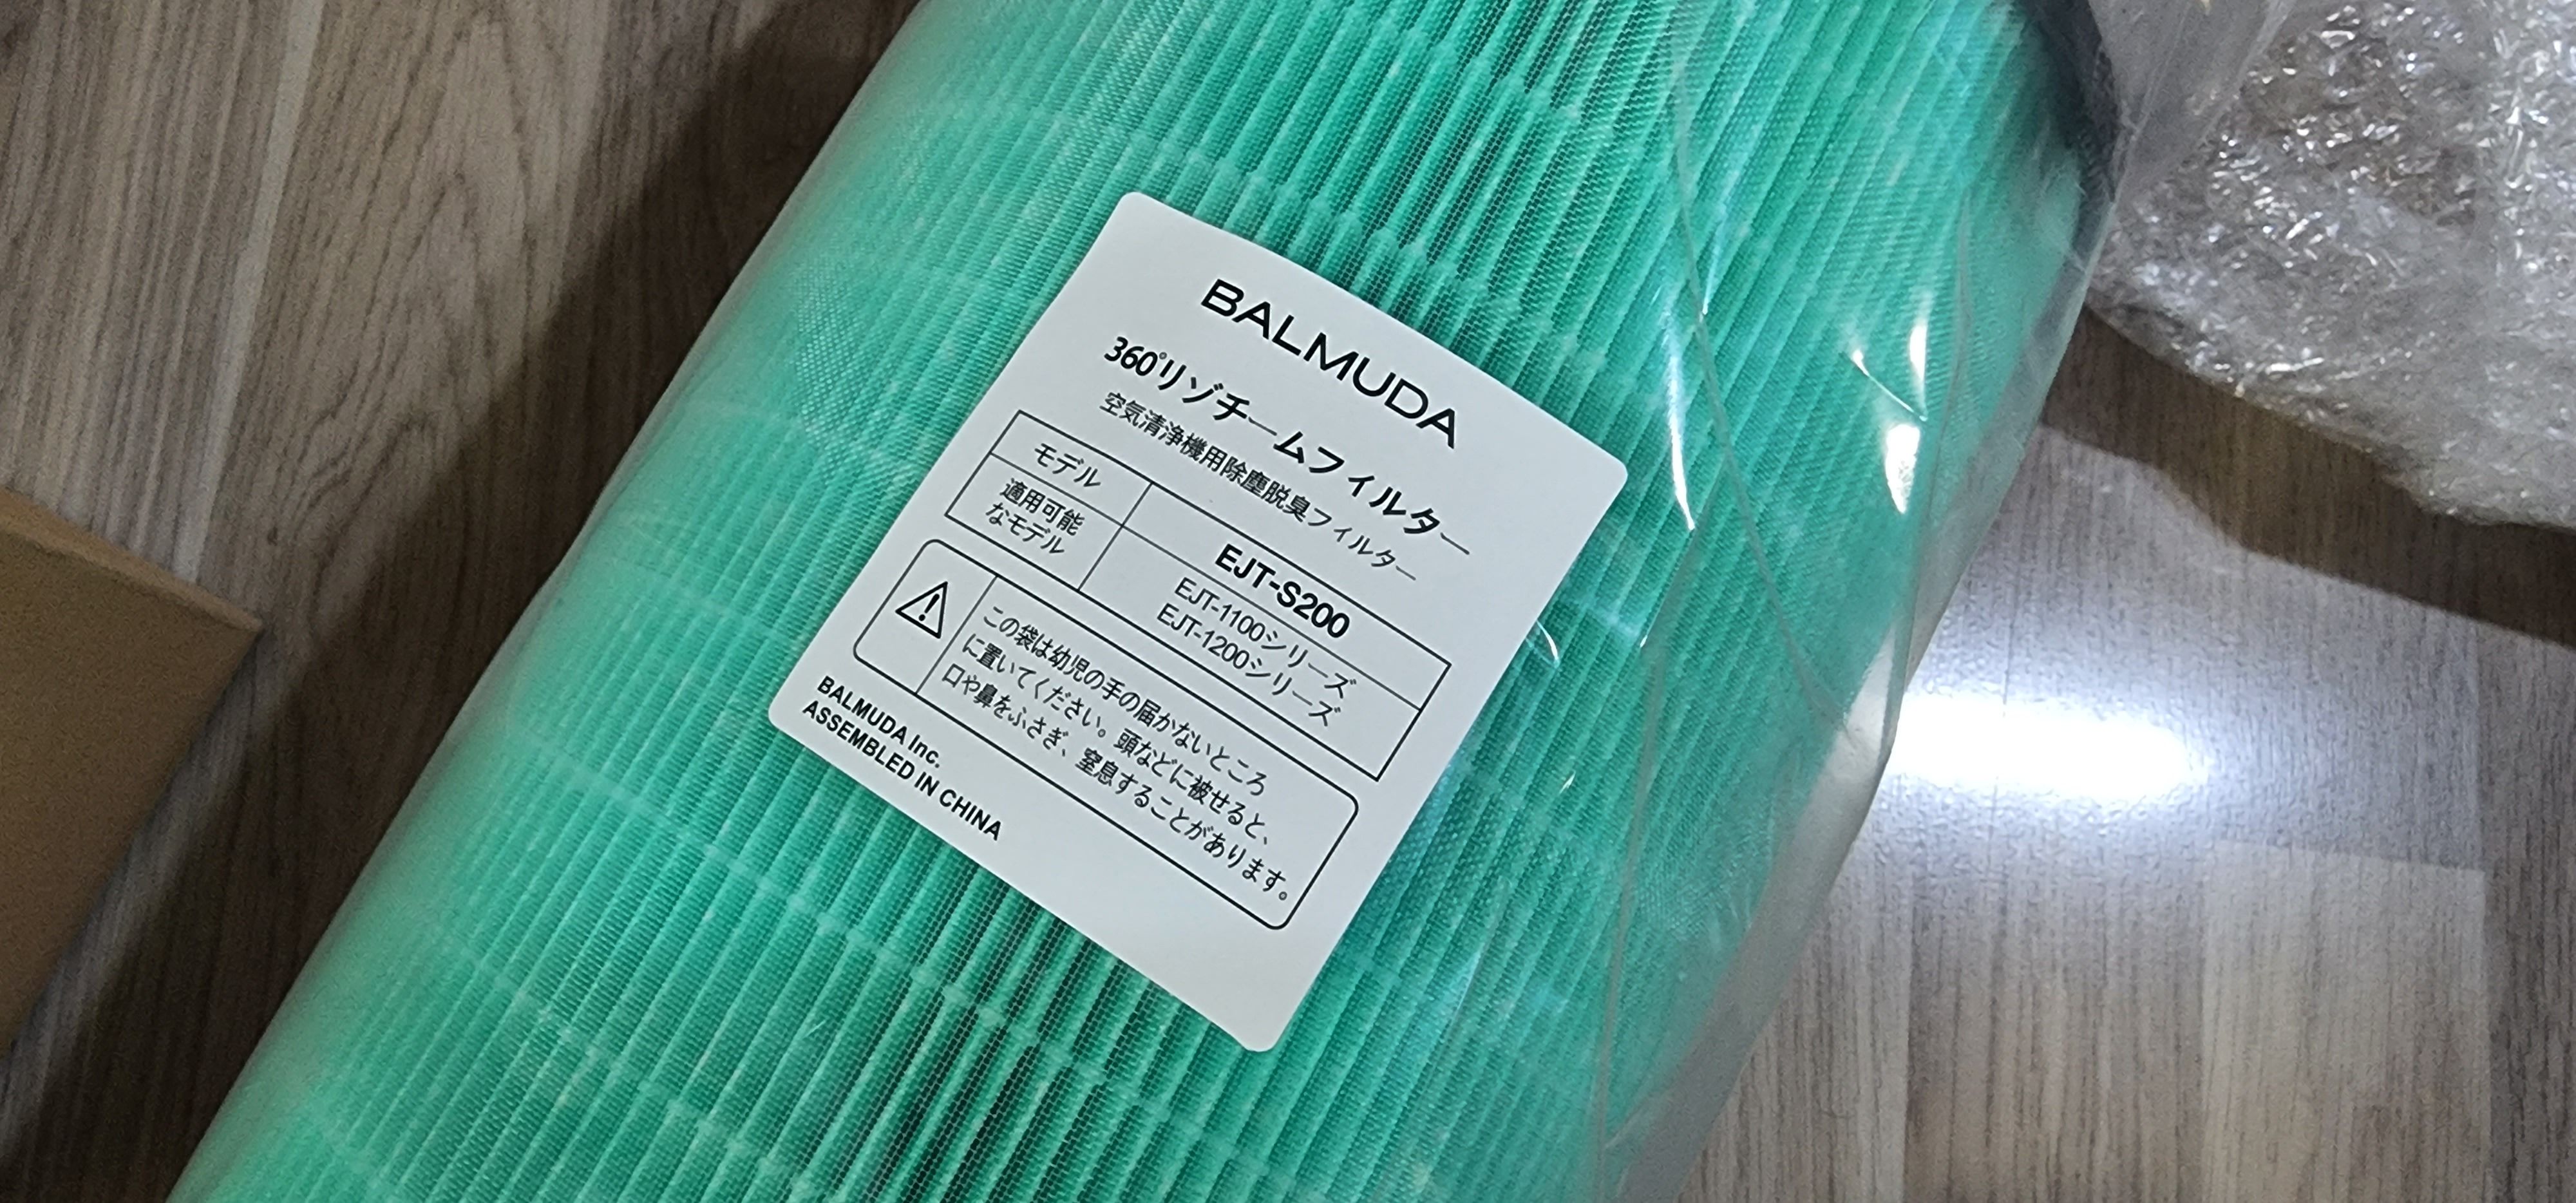 BALMUDA
360°リゾチームフィルター
空気清浄機用除塵脱臭フィルター
モデル
EJT-S200
適用可能
なモデル
EJT-1100シリーズ
EJT-1200シリーズ
この袋は幼児の手の届かないところ
に置いてください。頭などに被せると、
口や鼻をふさぎ、窒息することがあります。
BALMUDA Inc.
ASSEMBLED IN CHINA